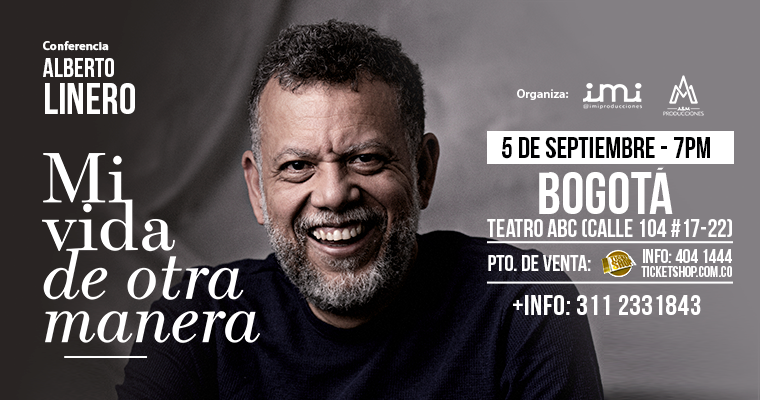 Conferencia
ALBERTO
LINERO
Mi
vida
de otra
manera
Organiza:
imi
@imiproducciones
A&M
PRODUCCIONES
5 DE SEPTIEMBRE - 7PM
BOGOTÁ
TEATRO ABC (CALLE 104 #17-22)
PTO. DE VENTA:
INFO: 404 1444
TICKETSHOP.COM.CO
+INFO: 311 2331843